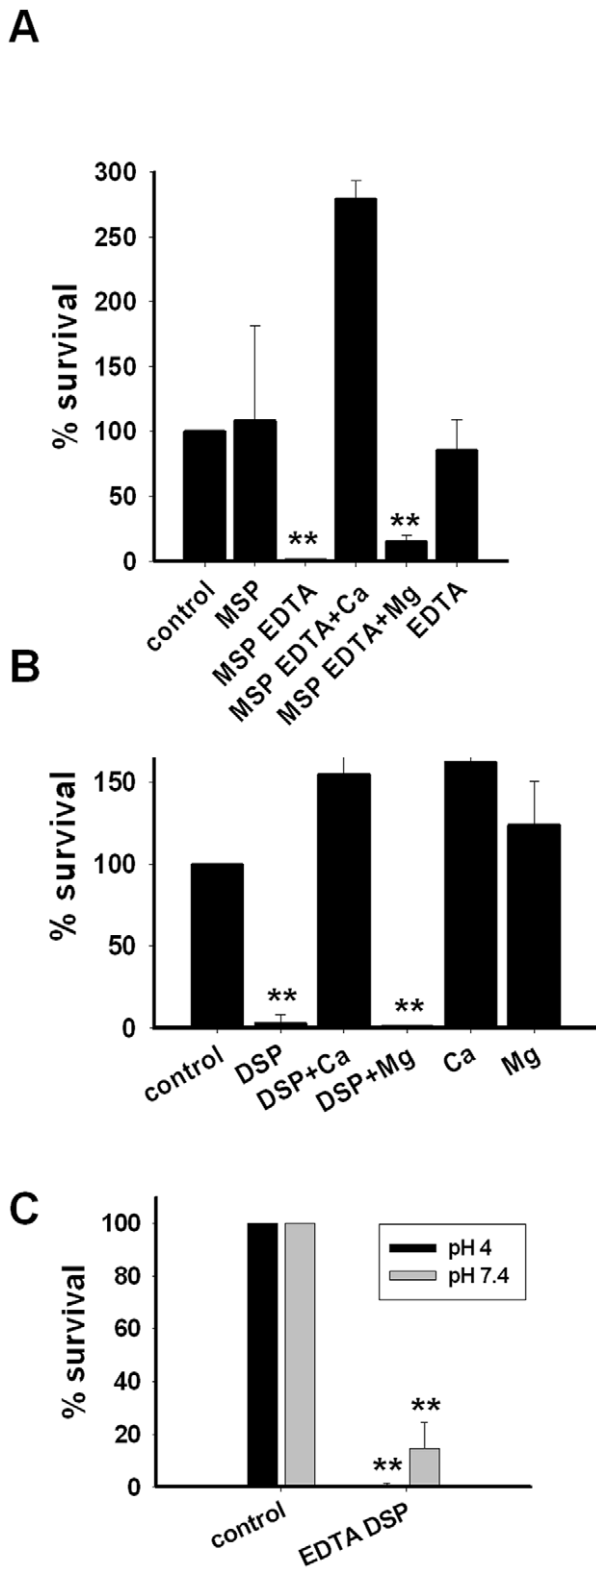 A
300
250
200
150
100
50
0
% survival
**
**
control
MSP
MSP EDTA
MSP EDTA+Ca
MSP EDTA+Mg
EDTA
B
150
100
50
0
% survival
**
**
control
DSP
DSP+Ca
DSP+Mg
Ca
Mg
C
100
80
60
40
20
0
% survival
pH 4
pH 7.4
**
**
control
EDTA DSP